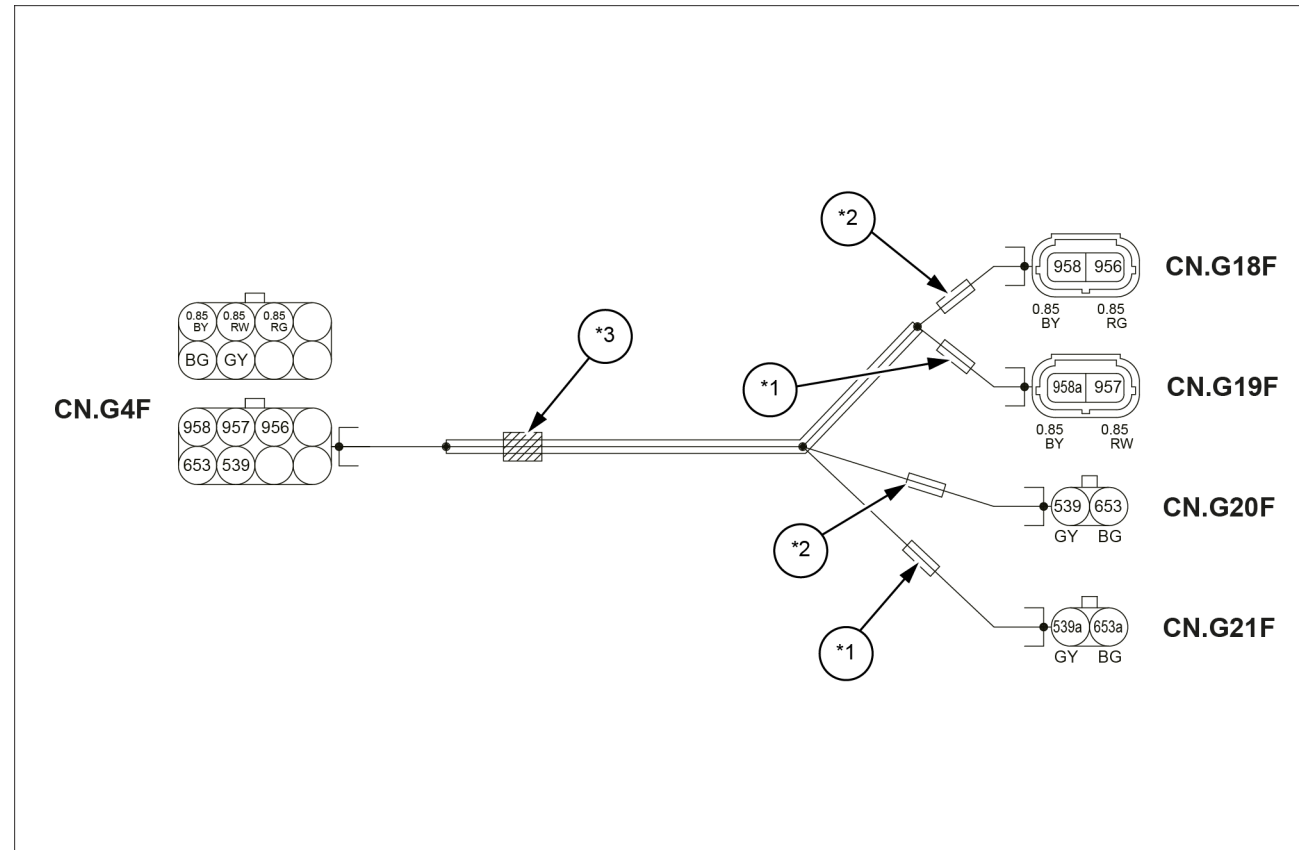 *2
CN.G18F
958 956
0.85 BY
0.85 RG
*3
0.85 BY
0.85 RW
0.85 RG
BG
GY
CN.G4F
958 957 956
653 539
*1
CN.G19F
958a 957
0.85 BY
0.85 RW
*2
CN.G20F
539 653
GY BG
*1
CN.G21F
539a 653a
GY BG